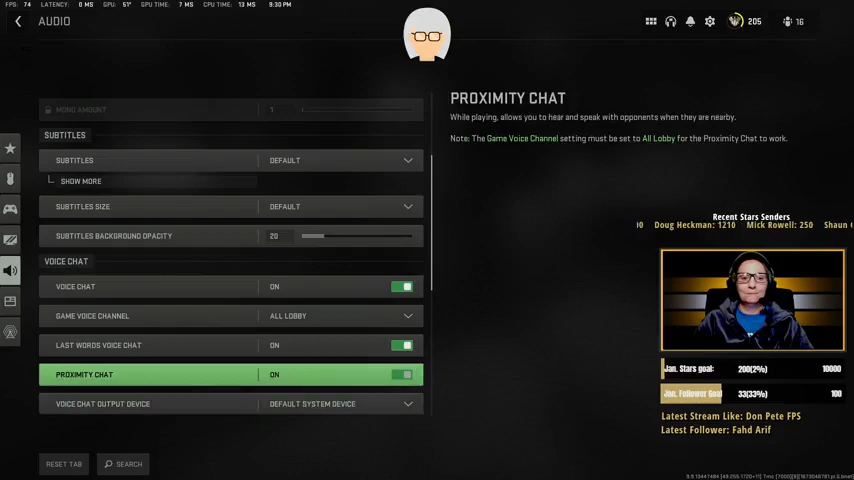 FPS: 74 LATENCY: 0 MS GPU: 51° GPU TIME: 7 MS CPU TIME: 13 MS 9:30 PM
AUDIO
205
16
MONO AMOUNT 1
SUBTITLES
SUBTITLES DEFAULT
SHOW MORE
SUBTITLES SIZE DEFAULT
SUBTITLES BACKGROUND OPACITY 20
VOICE CHAT
VOICE CHAT ON
GAME VOICE CHANNEL ALL LOBBY
LAST WORDS VOICE CHAT ON
PROXIMITY CHAT ON
VOICE CHAT OUTPUT DEVICE DEFAULT SYSTEM DEVICE
RESET TAB SEARCH
PROXIMITY CHAT
While playing, allows you to hear and speak with opponents when they are nearby.
Note: The Game Voice Channel setting must be set to All Lobby for the Proximity Chat to work.
Recent Stars Senders
Doug Heckman: 1210 Mick Rowell: 250 Shaun
Jan. Stars goal: 200(2%) 10000
Jan. Follower Goal 33(33%) 100
Latest Stream Like: Don Pete FPS
Latest Follower: Fahd Arif